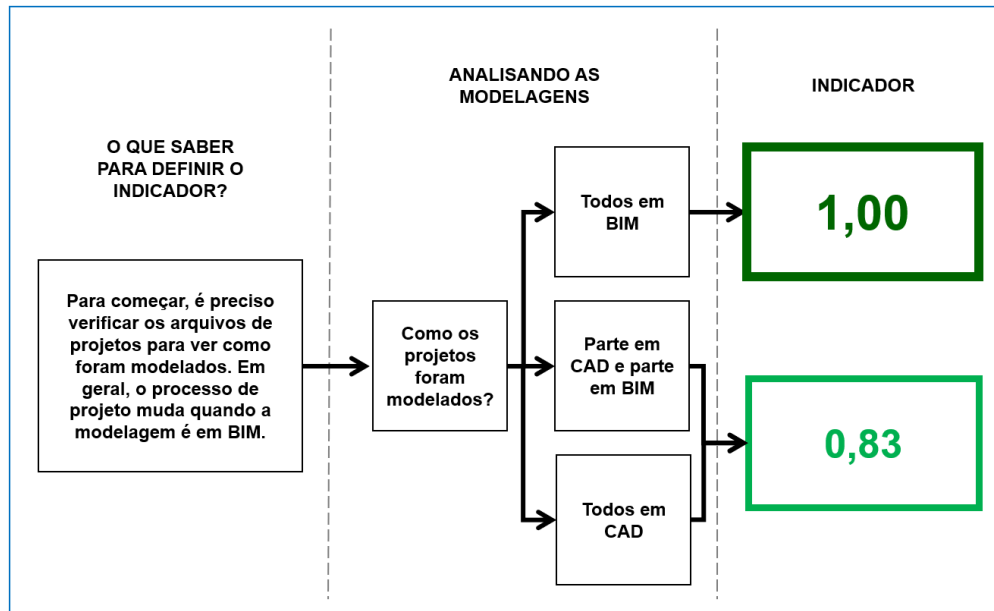 O QUE SABER
PARA DEFINIR O
INDICADOR?
Para começar, é preciso
verificar os arquivos de
projetos para ver como
foram modelados. Em
geral, o processo de
projeto muda quando a
modelagem é em BIM.
ANALISANDO AS
MODELAGENS
Como os
projetos
foram
modelados?
Todos em
BIM
Parte em
CAD e parte
em BIM
Todos em
CAD
INDICADOR
1,00
0,83